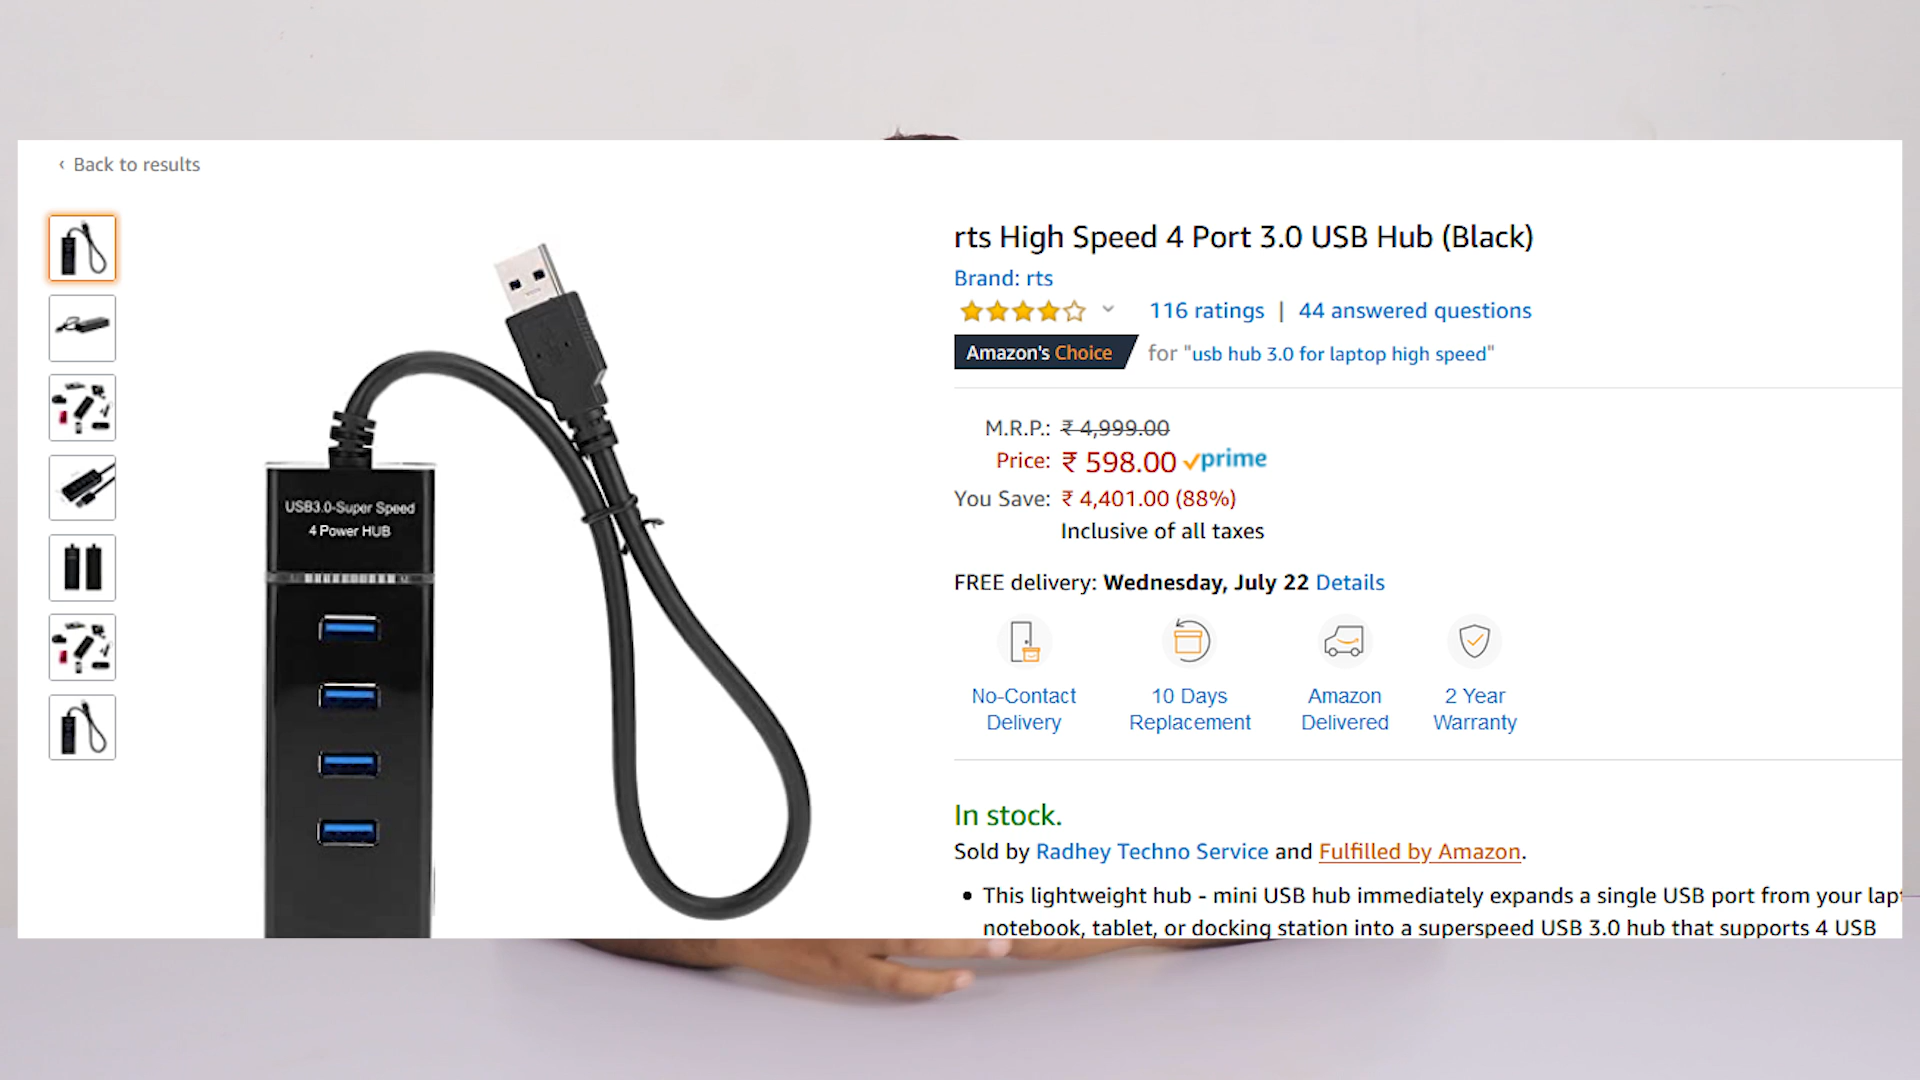 ‹ Back to results
rts High Speed 4 Port 3.0 USB Hub (Black)
Brand: rts
116 ratings | 44 answered questions
Amazon's Choice for "usb hub 3.0 for laptop high speed"
M.R.P.: ₹ 4,999.00
Price: ₹ 598.00 prime
You Save: ₹ 4,401.00 (88%)
Inclusive of all taxes
FREE delivery: Wednesday, July 22 Details
No-Contact Delivery
10 Days Replacement
Amazon Delivered
2 Year Warranty
In stock.
Sold by Radhey Techno Service and Fulfilled by Amazon.
• This lightweight hub - mini USB hub immediately expands a single USB port from your
notebook, tablet, or docking station into a superspeed USB 3.0 hub that supports 4 USB
USB3.0-Super Speed
4 Power HUB